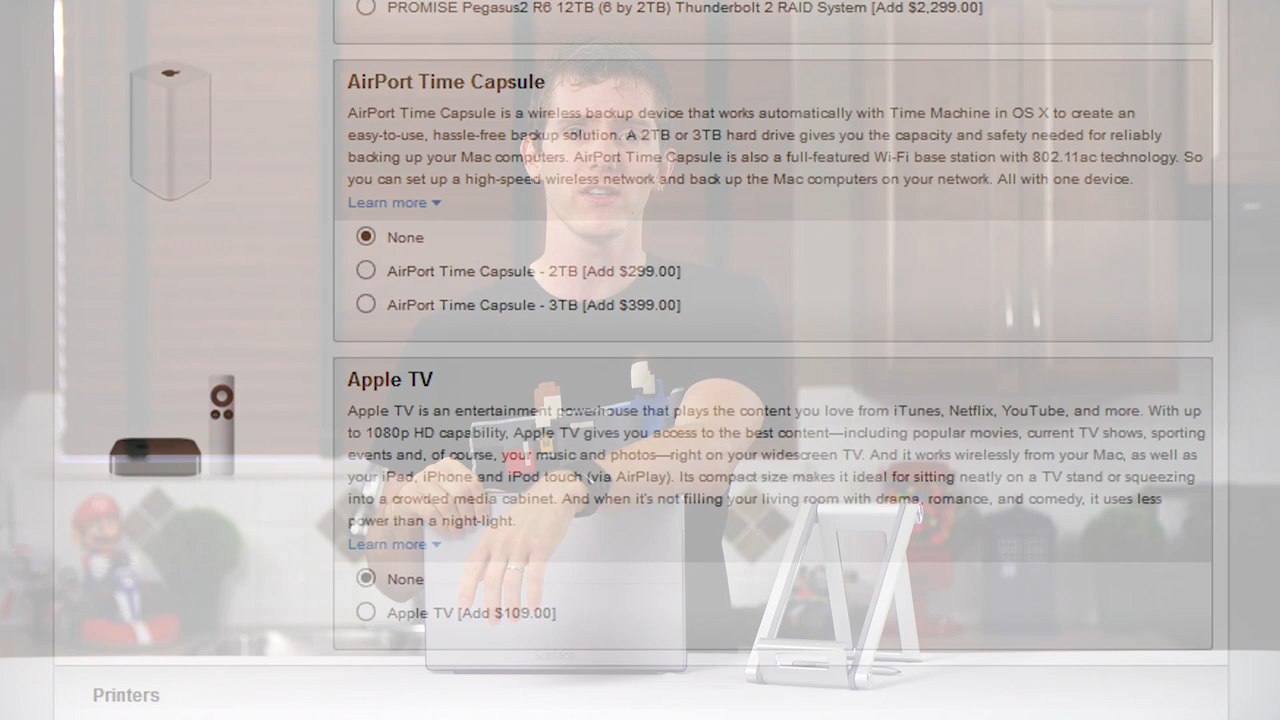 PROMISE Pegasus2 R6 12TB (6 by 2TB) Thunderbolt 2 RAID System [Add $2,299.00]
AirPort Time Capsule
AirPort Time Capsule is a wireless backup device that works automatically with Time Machine in OS X to create an
easy-to-use, hassle-free backup solution. A 2TB or 3TB hard drive gives you the capacity and safety needed for reliably
backing up your Mac computers. AirPort Time Capsule is also a full-featured Wi-Fi base station with 802.11ac technology. So
you can set up a high-speed wireless network and back up the Mac computers on your network. All with one device.
Learn more
None
AirPort Time Capsule - 2TB [Add $299.00]
AirPort Time Capsule - 3TB [Add $399.00]
Apple TV
Apple TV is an entertainment powerhouse that plays the content you love from iTunes, Netflix, YouTube, and more. With up
to 1080p HD capability, Apple TV gives you access to the best content—including popular movies, current TV shows, sporting
events and, of course, your music and photos—right on your widescreen TV. And it works wirelessly from your Mac, as well as
your iPad, iPhone and iPod touch (via AirPlay). Its compact size makes it ideal for sitting neatly on a TV stand or squeezing
into a crowded media cabinet. And when it's not filling your living room with drama, romance, and comedy, it uses less
power than a night-light.
Learn more
None
Apple TV [Add $109.00]
Surface
Printers